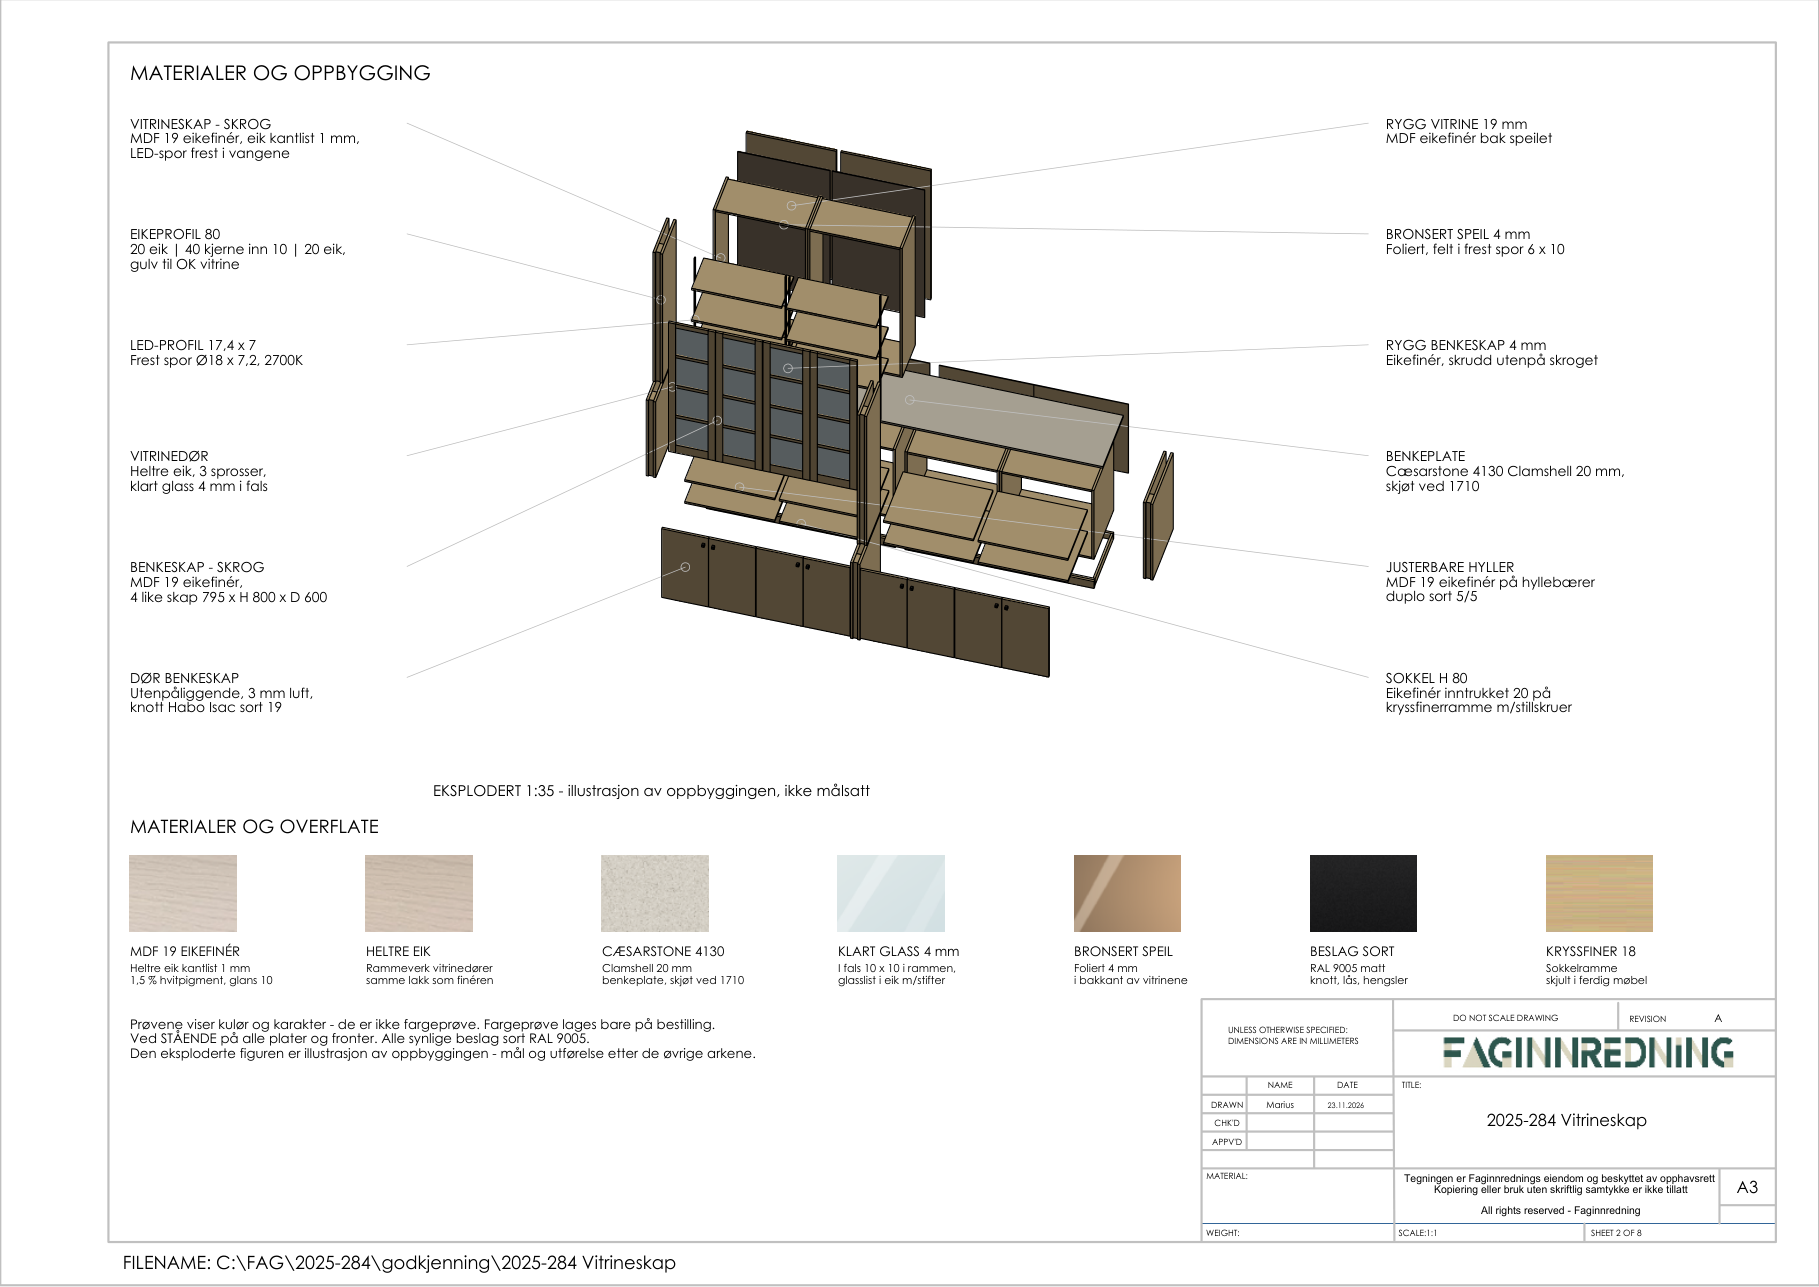 MATERIALER OG OPPBYGGING
VITRINESKAP - SKROG
MDF 19 eikefinér, eik kantlist 1 mm,
LED-spor frest i vangene
EIKEPROFIL 80
20 eik | 40 kjerne inn 10 | 20 eik,
gulv til OK vitrine
LED-PROFIL 17,4 x 7
Frest spor Ø18 x 7,2, 2700K
VITRINEDØR
Heltre eik, 3 sprosser,
klart glass 4 mm i fals
BENKESKAP - SKROG
MDF 19 eikefinér,
4 like skap 795 x H 800 x D 600
DØR BENKESKAP
Utenpåliggende, 3 mm luft,
knott Habo Isac sort 19
RYGG VITRINE 19 mm
MDF eikefinér bak speilet
BRONSERT SPEIL 4 mm
Foliert, felt i frest spor 6 x 10
RYGG BENKESKAP 4 mm
Eikefinér, skrudd utenpå skroget
BENKEPLATE
Cæsarstone 4130 Clamshell 20 mm,
skjøt ved 1710
JUSTERBARE HYLLER
MDF 19 eikefinér på hyllebærer
duplo sort 5/5
SOKKEL H 80
Eikefinér inntrukket 20 på
kryssfinerramme m/stillskruer
EKSPLODERT 1:35 - illustrasjon av oppbyggingen, ikke målsatt
MATERIALER OG OVERFLATE
MDF 19 EIKEFINÉR
Heltre eik kantlist 1 mm
1,5 % hvitpigment, glans 10
HELTRE EIK
Rammeverk vitrinedører
samme lakk som finéren
CÆSARSTONE 4130
Clamshell 20 mm
benkeplate, skjøt ved 1710
KLART GLASS 4 mm
I fals 10 x 10 i rammen,
glasslist i eik m/stifter
BRONSERT SPEIL
Foliert 4 mm
i bakkant av vitrinene
BESLAG SORT
RAL 9005 matt
knott, lås, hengsler
KRYSSFINER 18
Sokkelramme
skjult i ferdig møbel
Prøvene viser kulør og karakter - de er ikke fargeprøve. Fargeprøve lages bare på bestilling.
Ved STÅENDE på alle plater og fronter. Alle synlige beslag sort RAL 9005.
Den eksploderte figuren er illustrasjon av oppbyggingen - mål og utførelse etter de øvrige arkene.
UNLESS OTHERWISE SPECIFIED:
DIMENSIONS ARE IN MILLIMETERS
DO NOT SCALE DRAWING
REVISION A
FAGINNREDNING
NAME DATE
DRAWN Marius 23.11.2026
CHK'D
APPV'D
TITLE:
2025-284 Vitrineskap
MATERIAL:
Tegningen er Faginnrednings eiendom og beskyttet av opphavsrett
Kopiering eller bruk uten skriftlig samtykke er ikke tillatt
All rights reserved - Faginnredning
A3
WEIGHT:
SCALE:1:1
SHEET 2 OF 8
FILENAME: C:\FAG\2025-284\godkjenning\2025-284 Vitrineskap